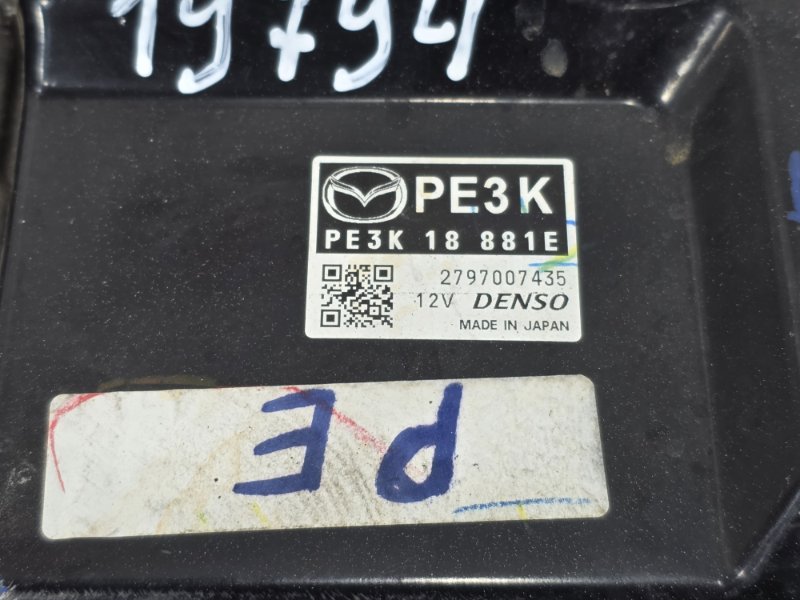 19794
PE3K
PE3K 18 881E
2797007435
12V DENSO
MADE IN JAPAN
PE